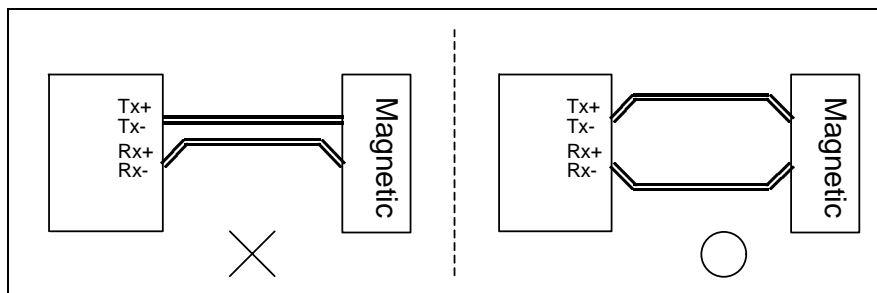 Tx+
Tx-
Rx+
Rx-
Magnetic
Tx+
Tx-
Rx+
Rx-
Magnetic